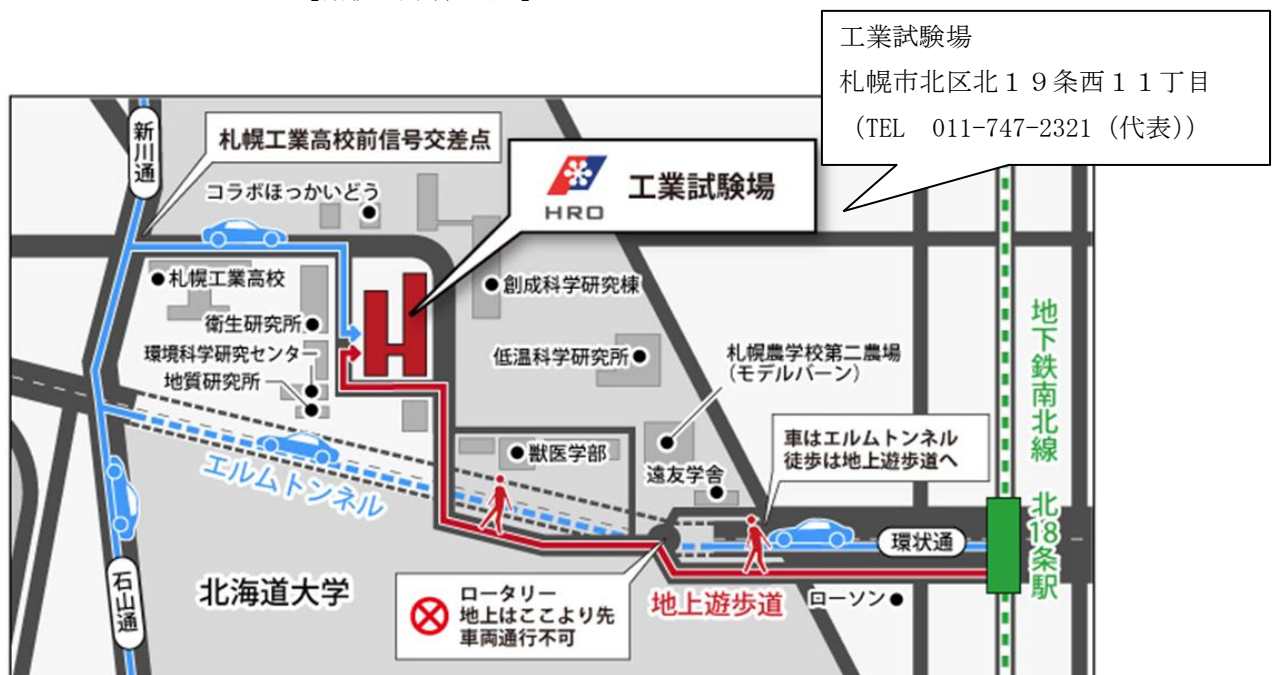 工業試験場
札幌市北区北１９条西１１丁目
（TEL　011-747-2321（代表））
新川通
札幌工業高校前信号交差点
コラボほっかいどう
HRO
工業試験場
札幌工業高校
創成科学研究棟
衛生研究所
環境科学研究センター
地質研究所
低温科学研究所
札幌農学校第二農場
（モデルバーン）
地下鉄南北線 北18条駅
車はエルムトンネル
徒歩は地上遊歩道へ
獣医学部
遠友学舎
エルムトンネル
環状通
石山通
北海道大学
ロータリー
地上はここより先
車両通行不可
地上遊歩道
ローソン